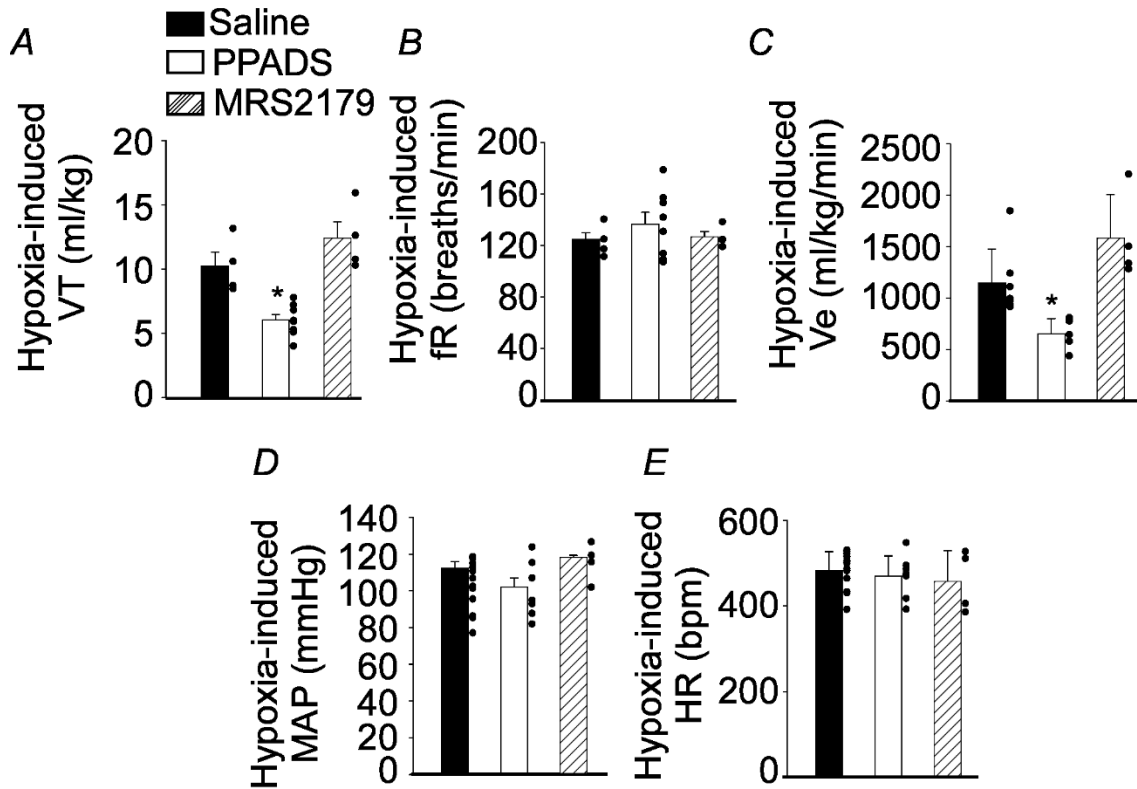 A
Saline
PPADS
MRS2179
Hypoxia-induced
VT (ml/kg)
20
15
10
5
0
*
B
Hypoxia-induced
fR (breaths/min)
200
160
120
80
40
0
C
Hypoxia-induced
Ve (ml/kg/min)
2500
2000
1500
1000
500
0
*
D
Hypoxia-induced
MAP (mmHg)
140
120
100
80
60
40
20
0
E
Hypoxia-induced
HR (bpm)
600
400
200
0